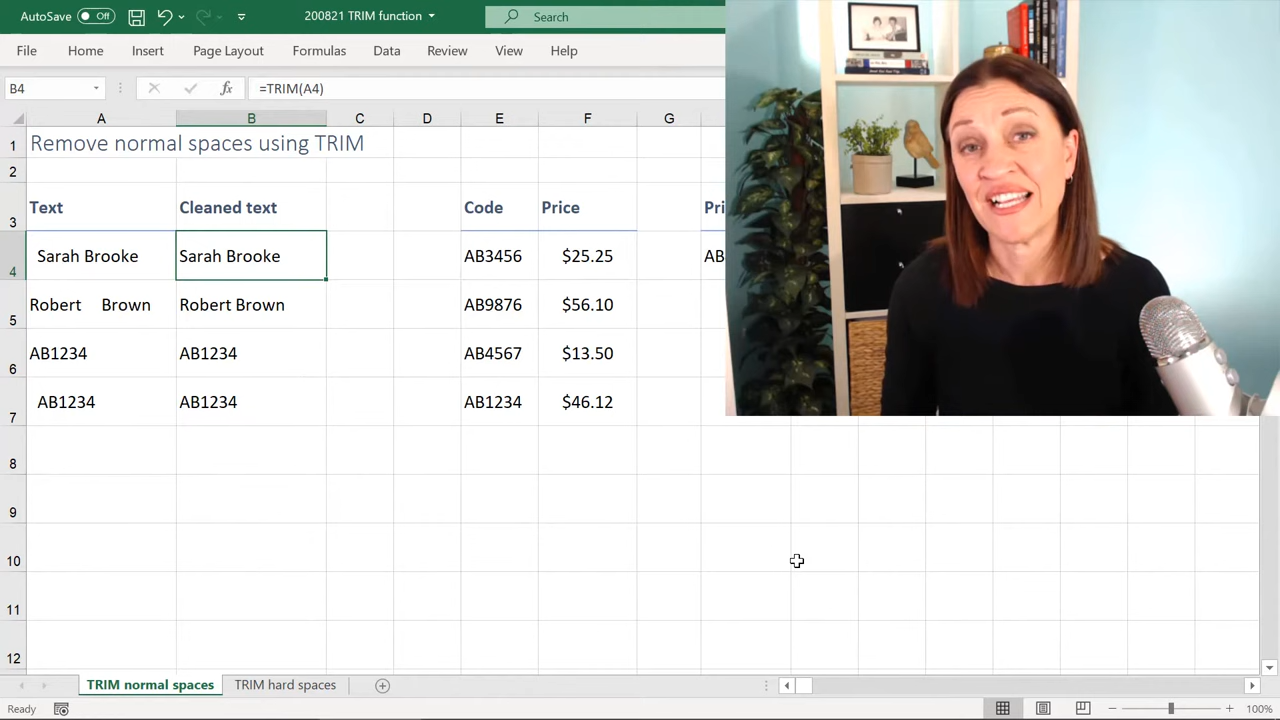 AutoSave Off 200821 TRIM function Search
File Home Insert Page Layout Formulas Data Review View Help
B4 fx =TRIM(A4)
A B C D E F G
1 Remove normal spaces using TRIM
2
3 Text Cleaned text Code Price Pri
4 Sarah Brooke Sarah Brooke AB3456 $25.25 AB
5 Robert Brown Robert Brown AB9876 $56.10
6 AB1234 AB1234 AB4567 $13.50
7 AB1234 AB1234 AB1234 $46.12
8
9
10
11
12
TRIM normal spaces TRIM hard spaces
Ready 100%